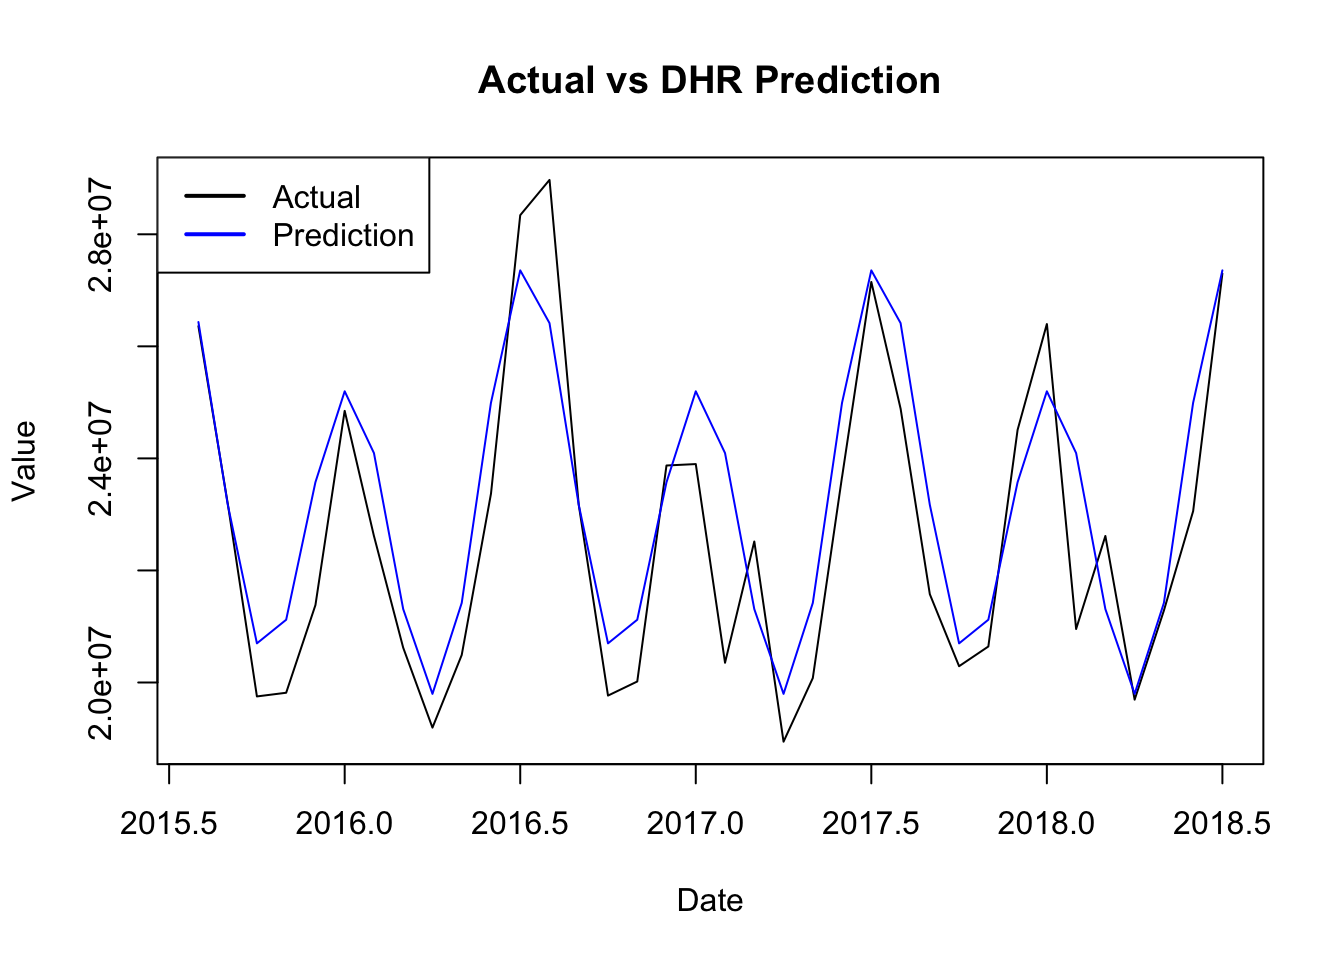 Actual vs DHR Prediction
Actual
Prediction
2.8e+07
2.4e+07
2.0e+07
Value
2015.5 2016.0 2016.5 2017.0 2017.5 2018.0 2018.5
Date